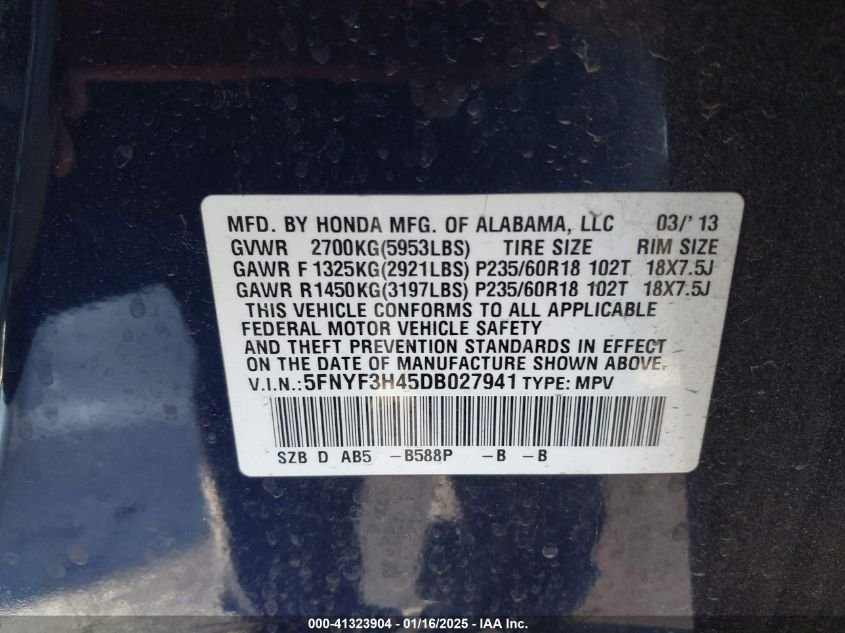 MFD. BY HONDA MFG. OF ALABAMA, LLC 03/' 13
GVWR 2700KG(5953LBS) TIRE SIZE RIM SIZE
GAWR F 1325KG(2921LBS) P235/60R18 102T 18X7.5J
GAWR R1450KG(3197LBS) P235/60R18 102T 18X7.5J
THIS VEHICLE CONFORMS TO ALL APPLICABLE
FEDERAL MOTOR VEHICLE SAFETY
AND THEFT PREVENTION STANDARDS IN EFFECT
ON THE DATE OF MANUFACTURE SHOWN ABOVE.
V.I.N.:5FNYF3H45DB027941 TYPE: MPV
SZB D AB5 -B588P -B -B
000-41323904 - 01/16/2025 - IAA Inc.